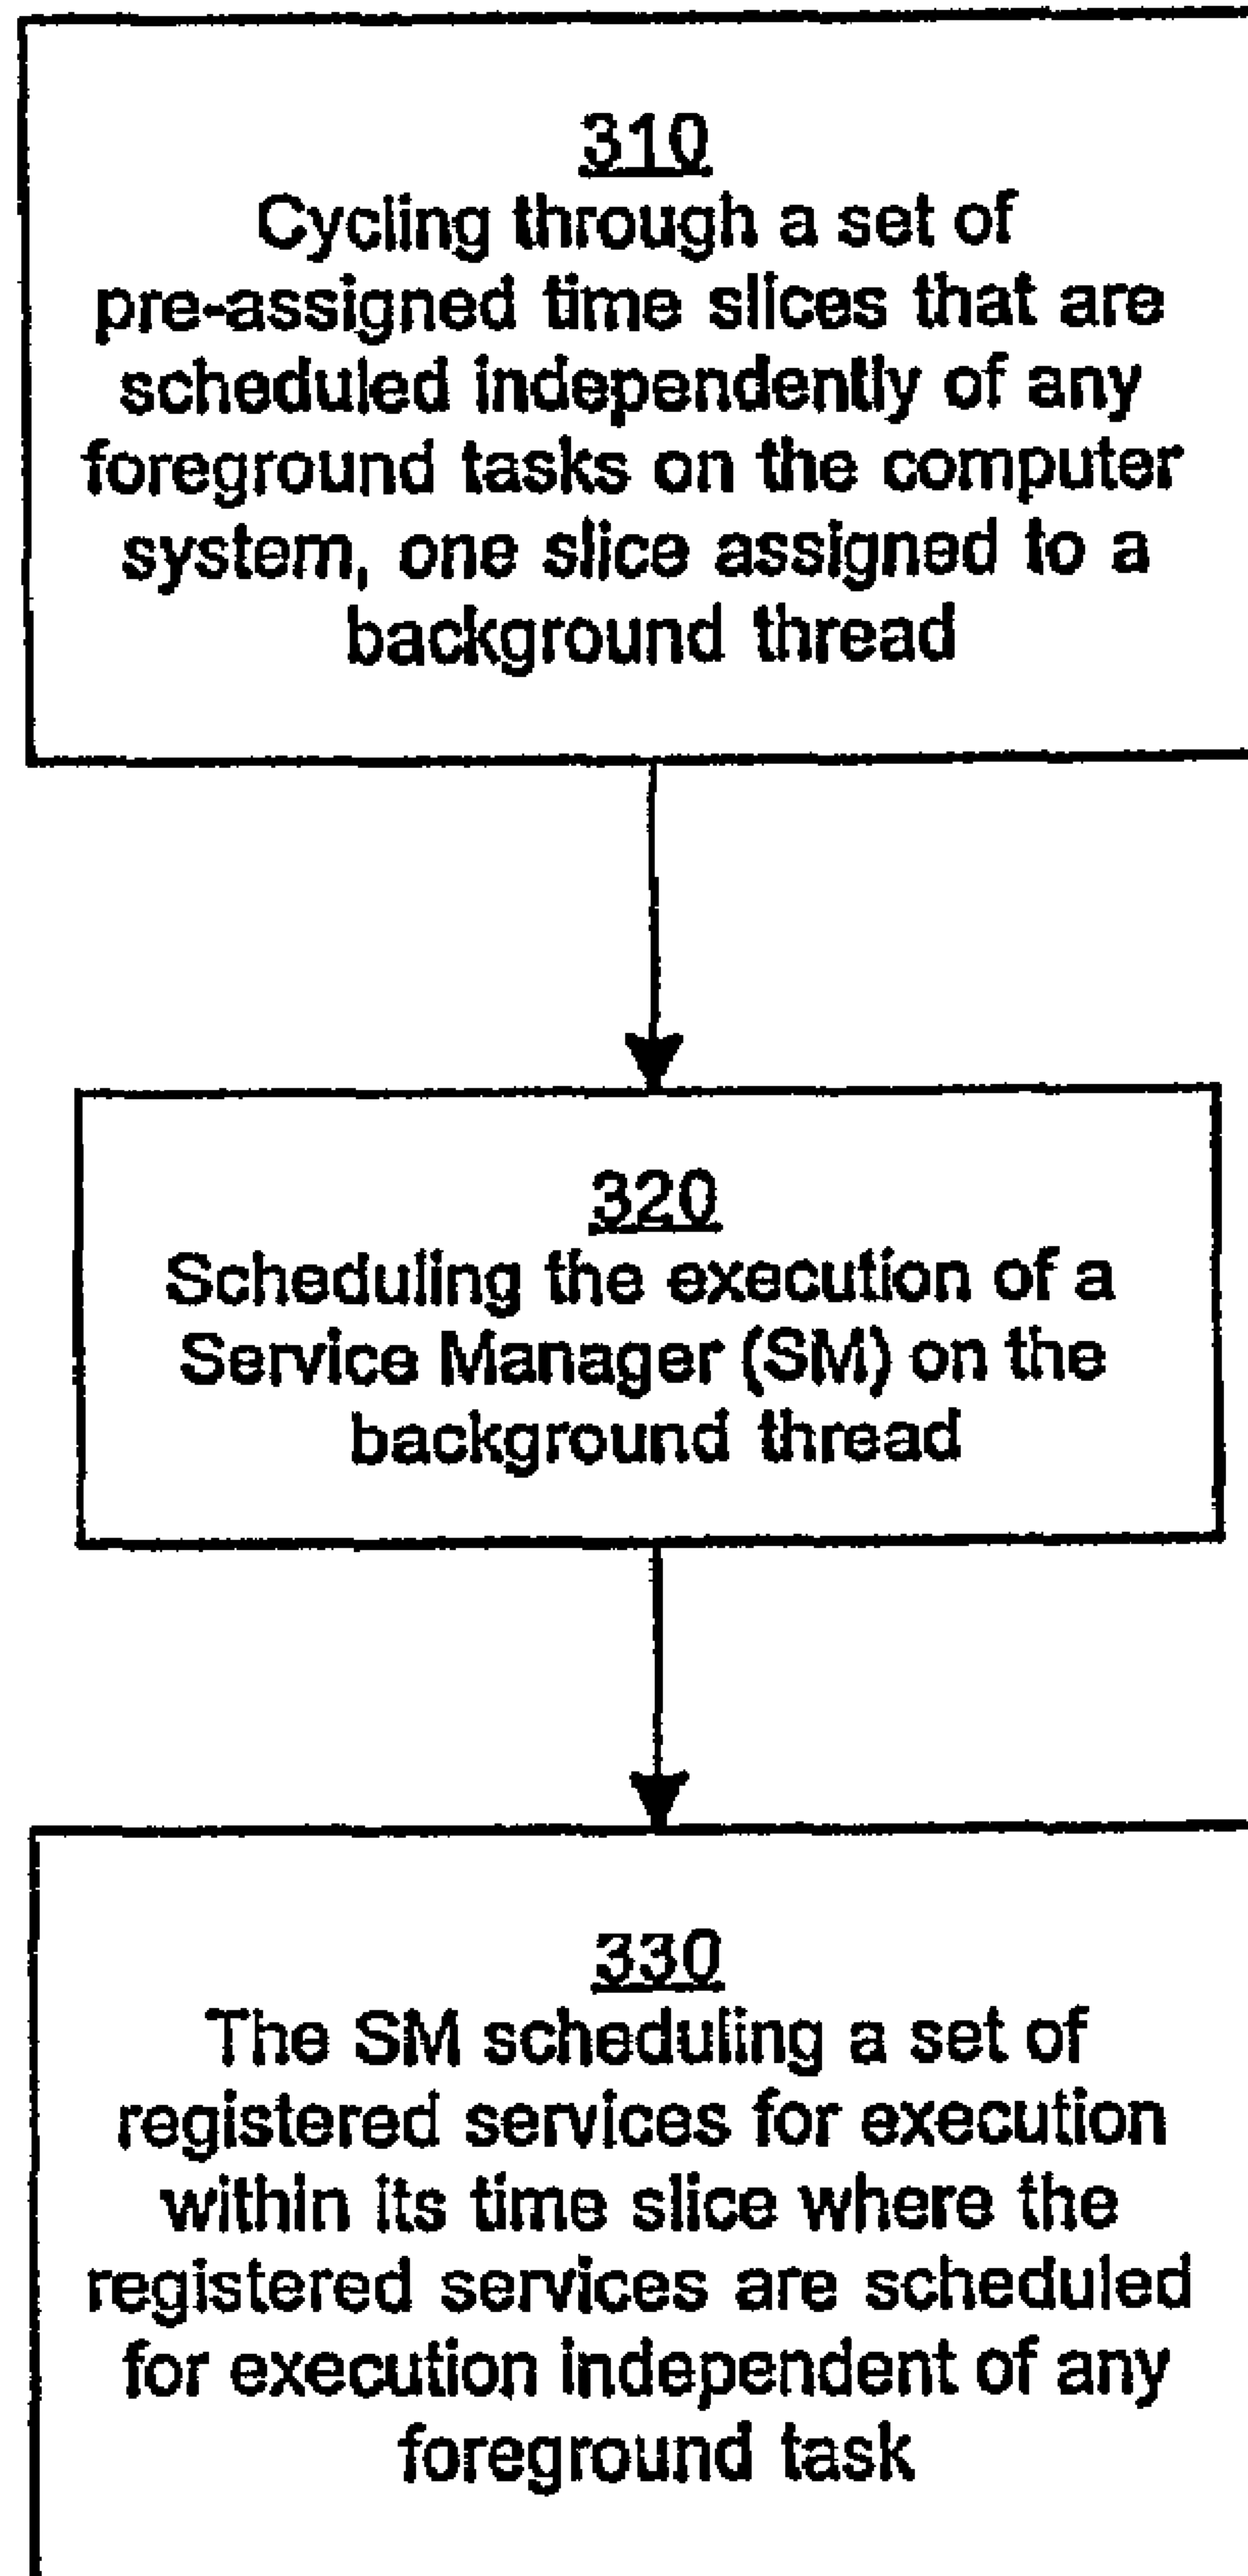 310
Cycling through a set of
pre-assigned time slices that are
scheduled independently of any
foreground tasks on the computer
system, one slice assigned to a
background thread
320
Scheduling the execution of a
Service Manager (SM) on the
background thread
330
The SM scheduling a set of
registered services for execution
within its time slice where the
registered services are scheduled
for execution independent of any
foreground task